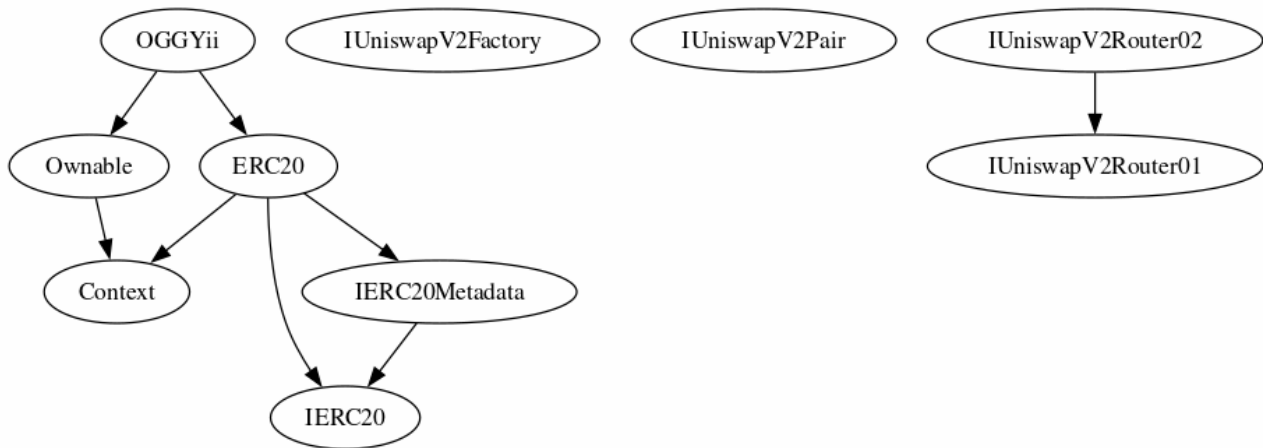 OGGYii
IUniswapV2Factory
IUniswapV2Pair
IUniswapV2Router02
Ownable
ERC20
IUniswapV2Router01
Context
IERC20Metadata
IERC20